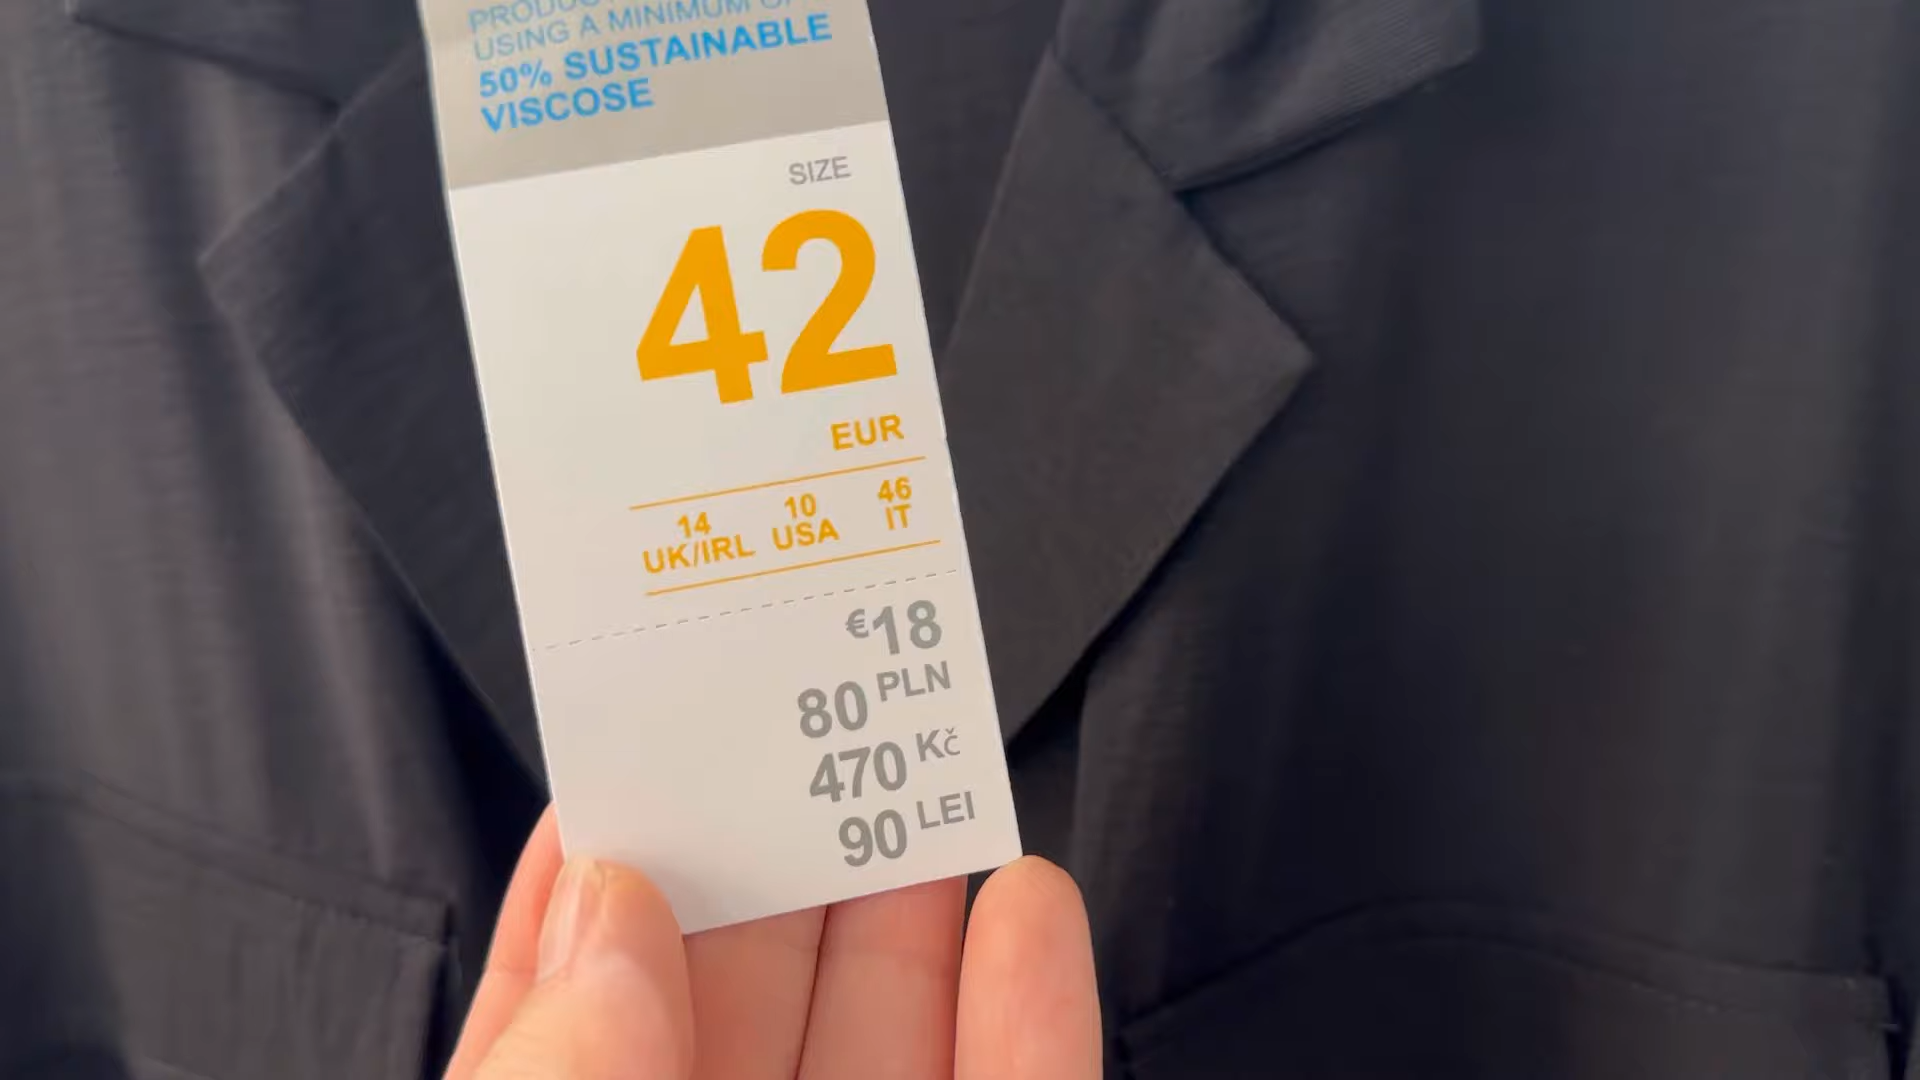 USING A MINIMUM
50% SUSTAINABLE
VISCOSE
SIZE
42
EUR
14 10 46
UK/IRL USA IT
€18
80 PLN
470 Kč
90 LEI